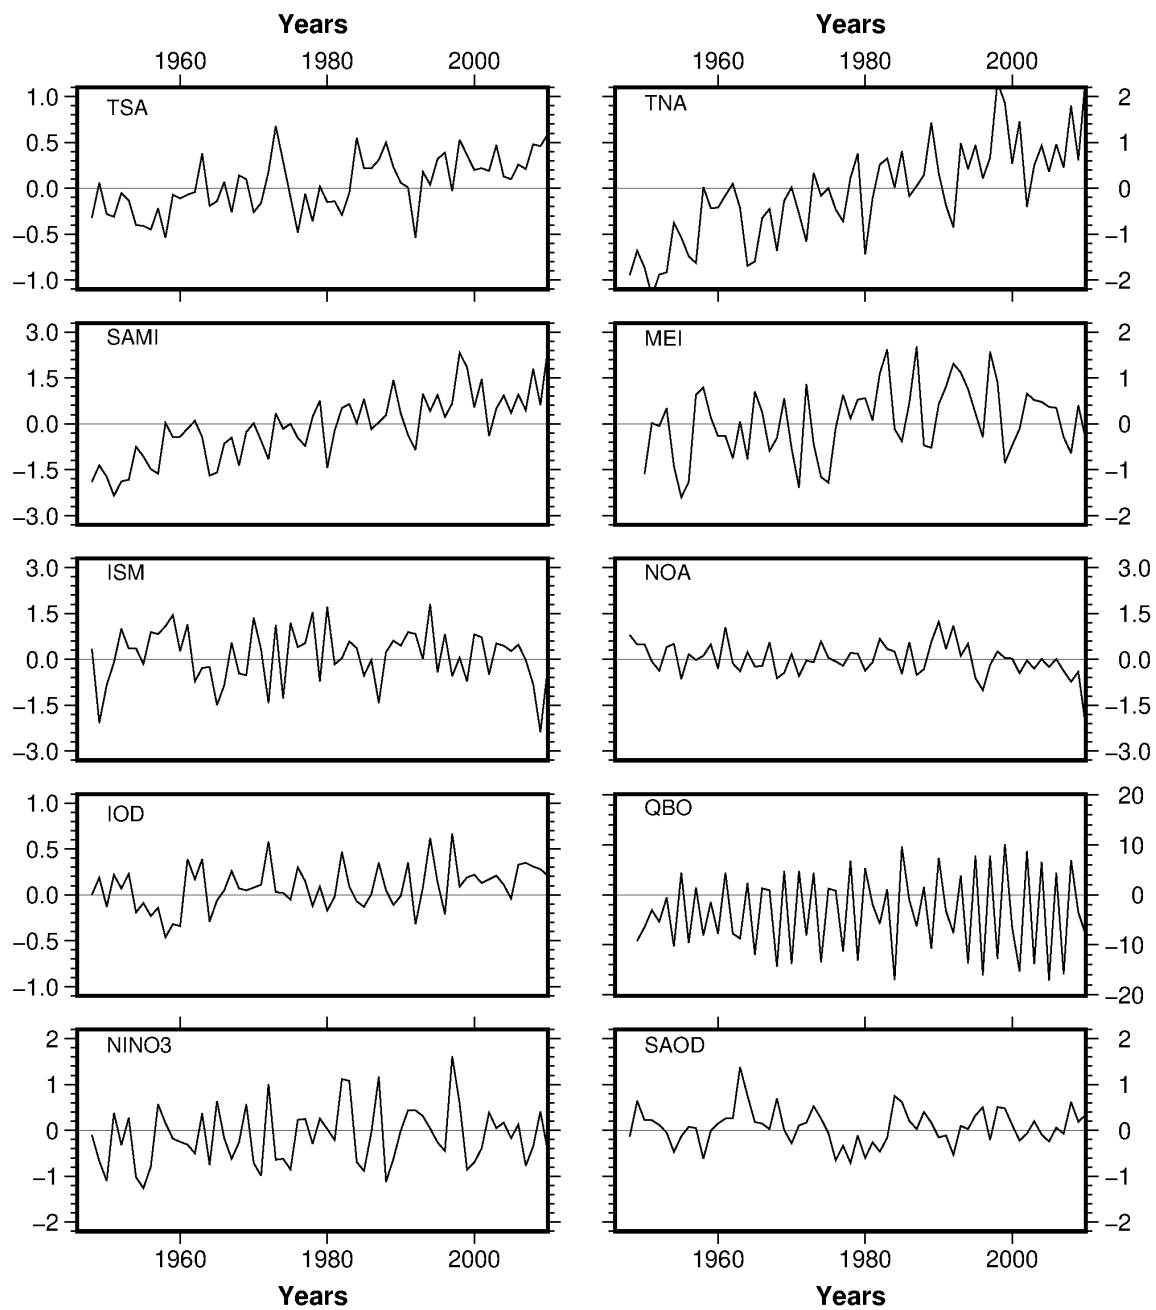 Years Years
1960 1980 2000 1960 1980 2000
TSA TNA
1.0 2
0.5 1
0.0 0
−0.5 −1
−1.0 −2
SAMI MEI
3.0 2
1.5 1
0.0 0
−1.5 −1
−3.0 −2
ISM NOA
3.0 3.0
1.5 1.5
0.0 0.0
−1.5 −1.5
−3.0 −3.0
IOD QBO
1.0 20
0.5 10
0.0 0
−0.5 −10
−1.0 −20
NINO3 SAOD
2 2
1 1
0 0
−1 −1
−2 −2
1960 1980 2000 1960 1980 2000
Years Years